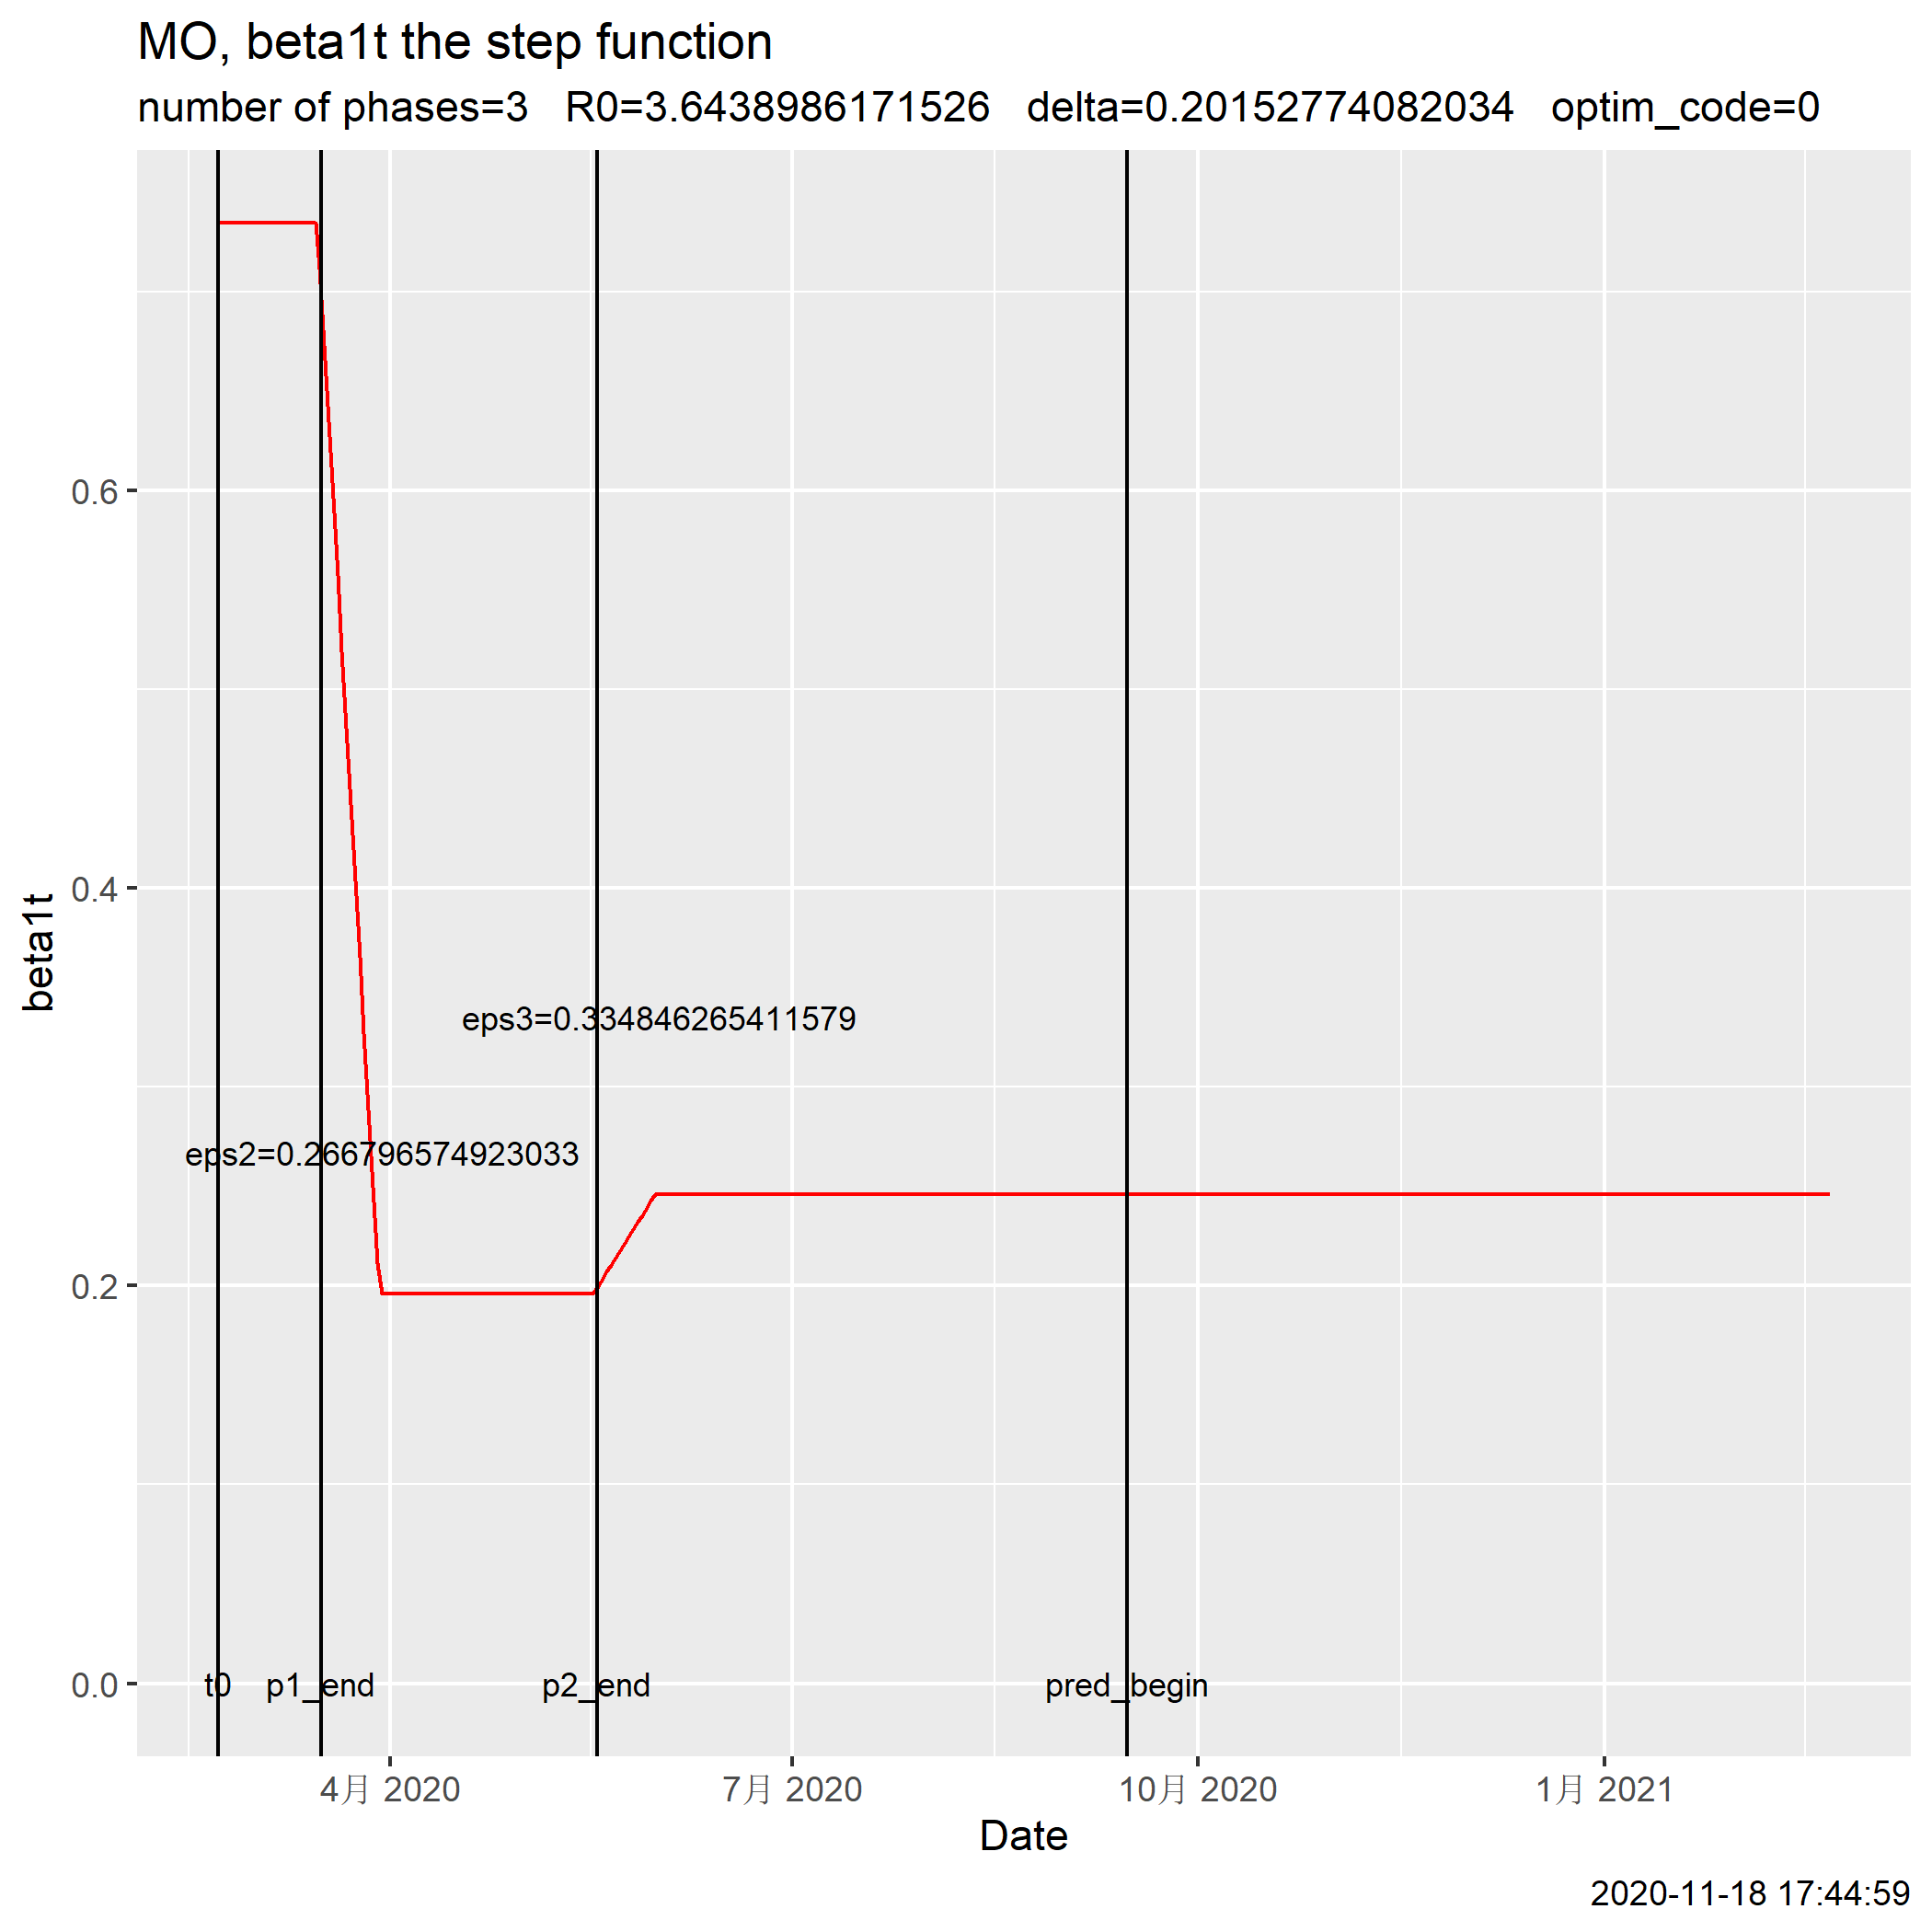 MO, beta1t the step function
number of phases=3   R0=3.6438986171526   delta=0.20152774082034   optim_code=0
0.6
0.4
0.2
0.0
beta1t
eps3=0.334846265411579
eps2=0.266796574923033
t0 p1_end p2_end pred_begin
4月 2020 7月 2020 10月 2020 1月 2021
Date
2020-11-18 17:44:59